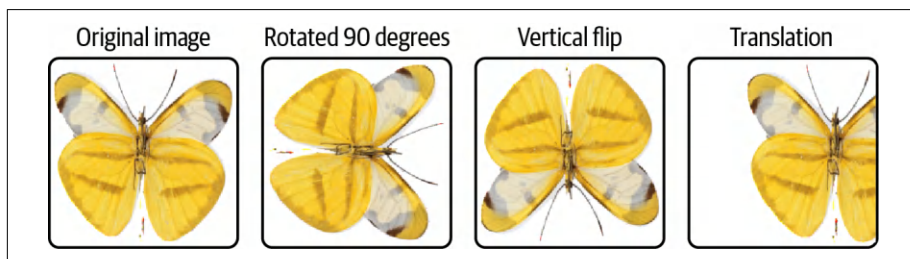 Original image
Rotated 90 degrees
Vertical flip
Translation